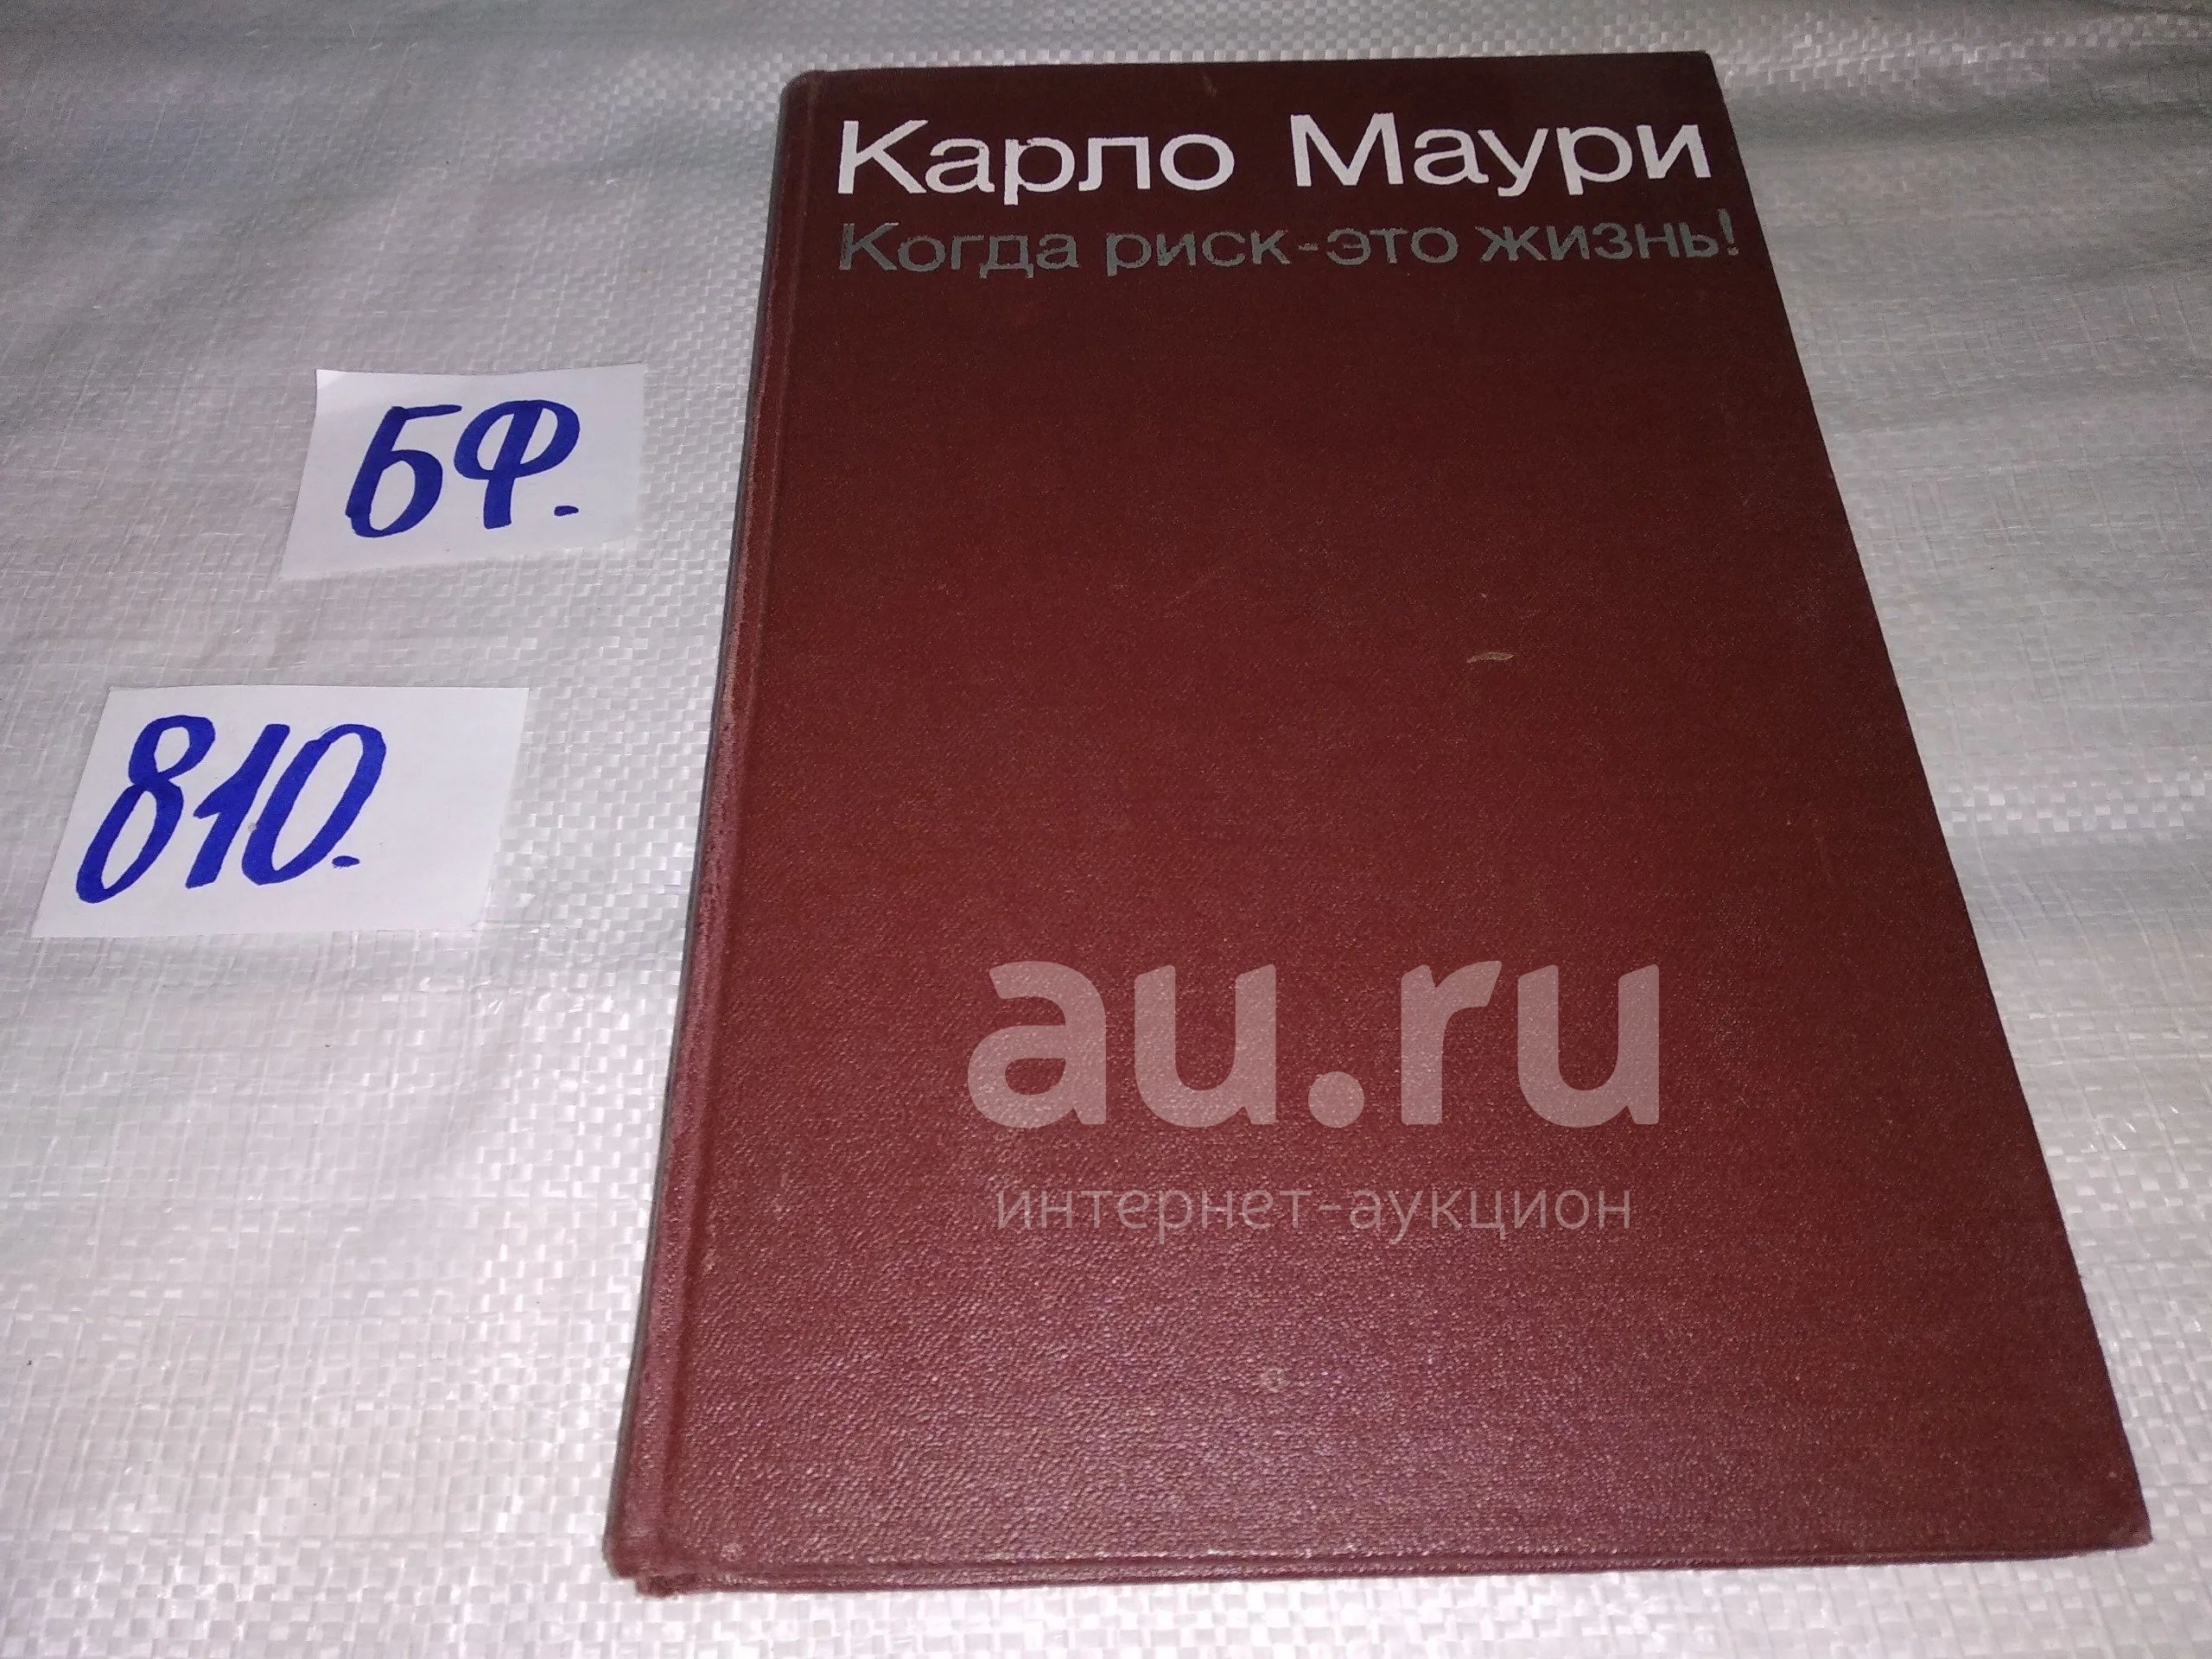 Карло Маури
Когда риск-это жизнь!
БФ.
810.
au.ru
интернет-аукцион